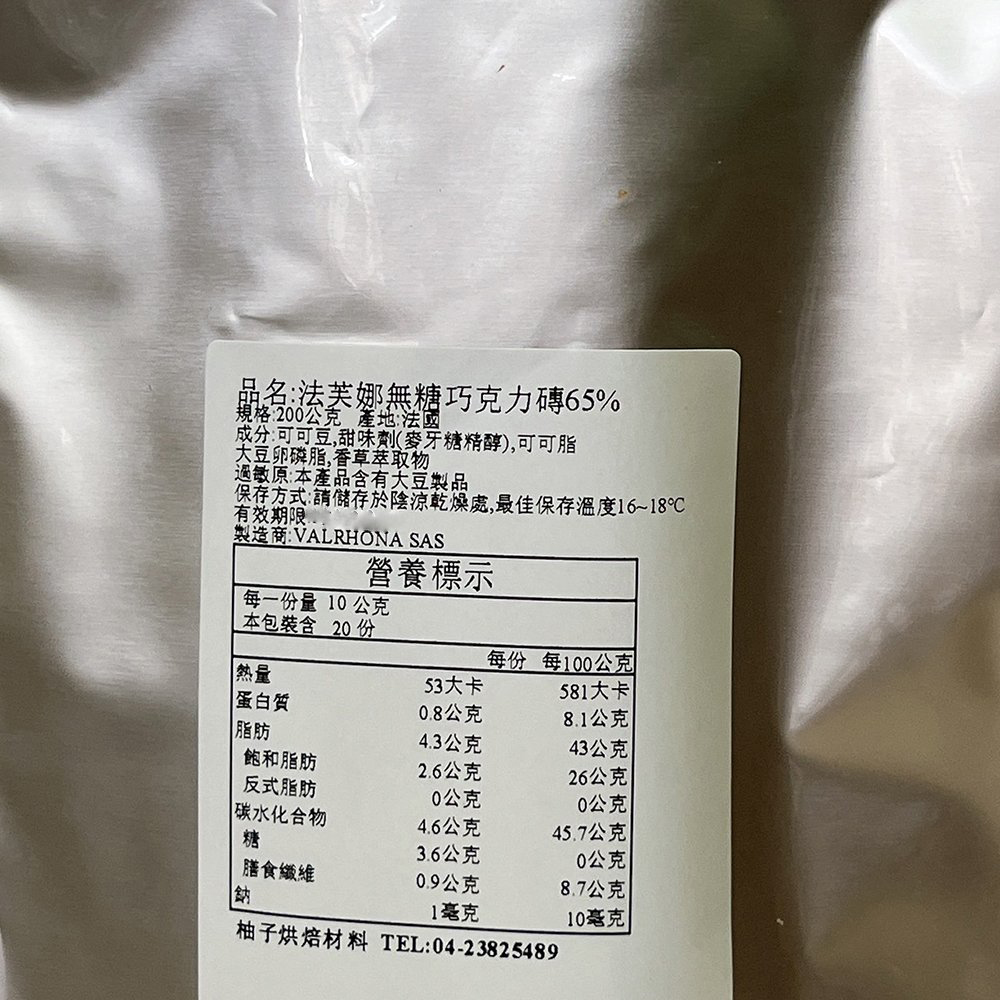 品名:法芙娜無糖巧克力磚65%
規格:200公克 產地:法國
成分:可可豆,甜味劑(麥芽糖精醇),可可脂
大豆卵磷脂,香草萃取物
過敏原:本產品含有大豆製品
保存方式:請儲存於陰涼乾燥處,最佳保存溫度16~18℃
有效期限
製造商:VALRHONA SAS
營養標示
每一份量 10 公克
本包裝含 20 份
每份 每100公克
熱量 53大卡 581大卡
蛋白質 0.8公克 8.1公克
脂肪 4.3公克 43公克
飽和脂肪 2.6公克 26公克
反式脂肪 0公克 0公克
碳水化合物 4.6公克 45.7公克
糖 3.6公克 0公克
膳食纖維 0.9公克 8.7公克
鈉 1毫克 10毫克
柚子烘焙材料 TEL:04-23825489